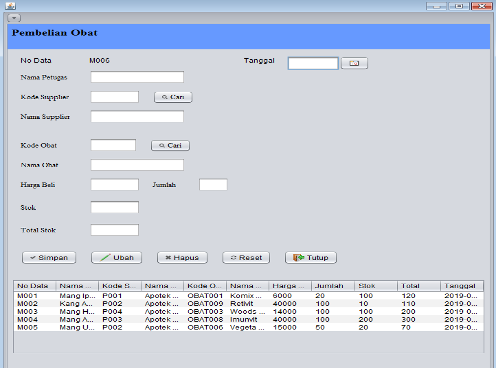 Pembelian Obat
No Data M006 Tanggal
Nama Petugas
Kode Supplier Cari
Nama Supplier
Kode Obat Cari
Nama Obat
Harga Beli Jumlah
Stok
Total Stok
Simpan Ubah Hapus Reset Tutup
No Data Nama ... Kode S... Nama ... Kode O... Nama ... Harga ... Jumlah Stok Total Tanggal
M001 Mang Ip... P001 Apotek ... OBAT001 Komix ... 6000 20 100 120 2019-0...
M002 Kang A... P002 Apotek ... OBAT009 Retivit 40000 100 10 110 2019-0...
M003 Mang H... P004 Apotek ... OBAT003 Woods ... 14000 100 100 200 2019-0...
M004 Mang A... P003 Apotek ... OBAT008 Imunvit 40000 100 200 300 2019-0...
M005 Mang U... P002 Apotek ... OBAT006 Vegeta ... 15000 50 20 70 2019-0...